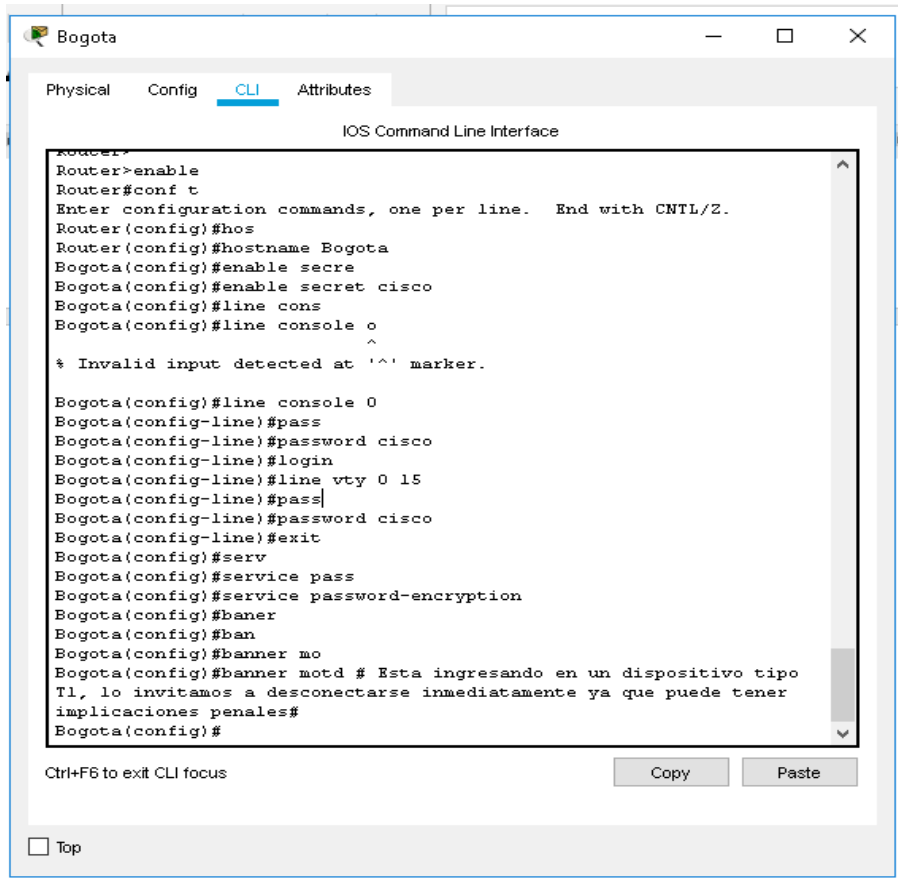 Bogota
Physical Config CLI Attributes
IOS Command Line Interface
Router>
Router>enable
Router#conf t
Enter configuration commands, one per line.  End with CNTL/Z.
Router(config)#hos
Router(config)#hostname Bogota
Bogota(config)#enable secre
Bogota(config)#enable secret cisco
Bogota(config)#line cons
Bogota(config)#line console o
^
% Invalid input detected at '^' marker.
Bogota(config)#line console 0
Bogota(config-line)#pass
Bogota(config-line)#password cisco
Bogota(config-line)#login
Bogota(config-line)#line vty 0 15
Bogota(config-line)#pass
Bogota(config-line)#password cisco
Bogota(config-line)#exit
Bogota(config)#serv
Bogota(config)#service pass
Bogota(config)#service password-encryption
Bogota(config)#baner
Bogota(config)#ban
Bogota(config)#banner mo
Bogota(config)#banner motd # Esta ingresando en un dispositivo tipo
T1, lo invitamos a desconectarse inmediatamente ya que puede tener
implicaciones penales#
Bogota(config)#
Ctrl+F6 to exit CLI focus
Copy Paste
Top